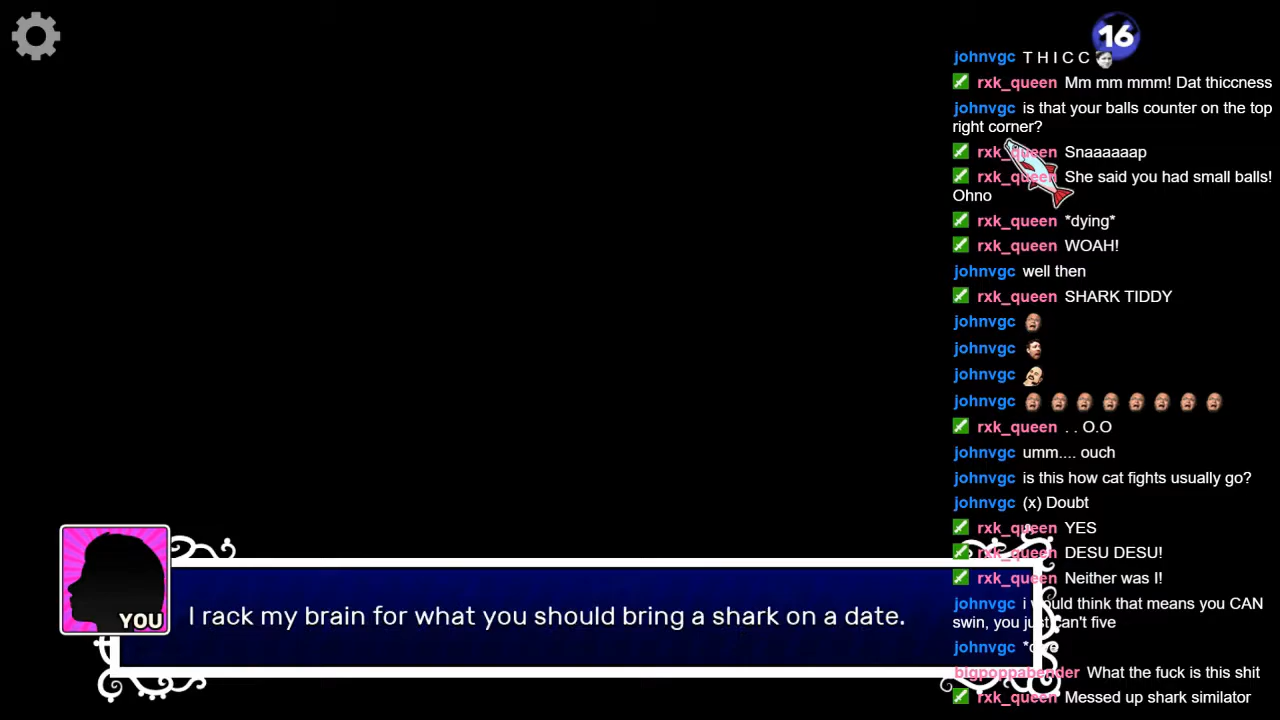 16
johnvgc T H I C C
rxk_queen Mm mm mmm! Dat thiccness
johnvgc is that your balls counter on the top
right corner?
rxk_queen Snaaaaaap
rxk_queen She said you had small balls!
Ohno
rxk_queen *dying*
rxk_queen WOAH!
johnvgc well then
rxk_queen SHARK TIDDY
johnvgc
johnvgc
johnvgc
johnvgc
rxk_queen . . O.O
johnvgc umm.... ouch
johnvgc is this how cat fights usually go?
johnvgc (x) Doubt
rxk_queen YES
rxk_queen DESU DESU!
rxk_queen Neither was I!
johnvgc i would think that means you CAN
swin, you just can't five
johnvgc
bigpoppabender What the fuck is this shit
rxk_queen Messed up shark similator
YOU
I rack my brain for what you should bring a shark on a date.